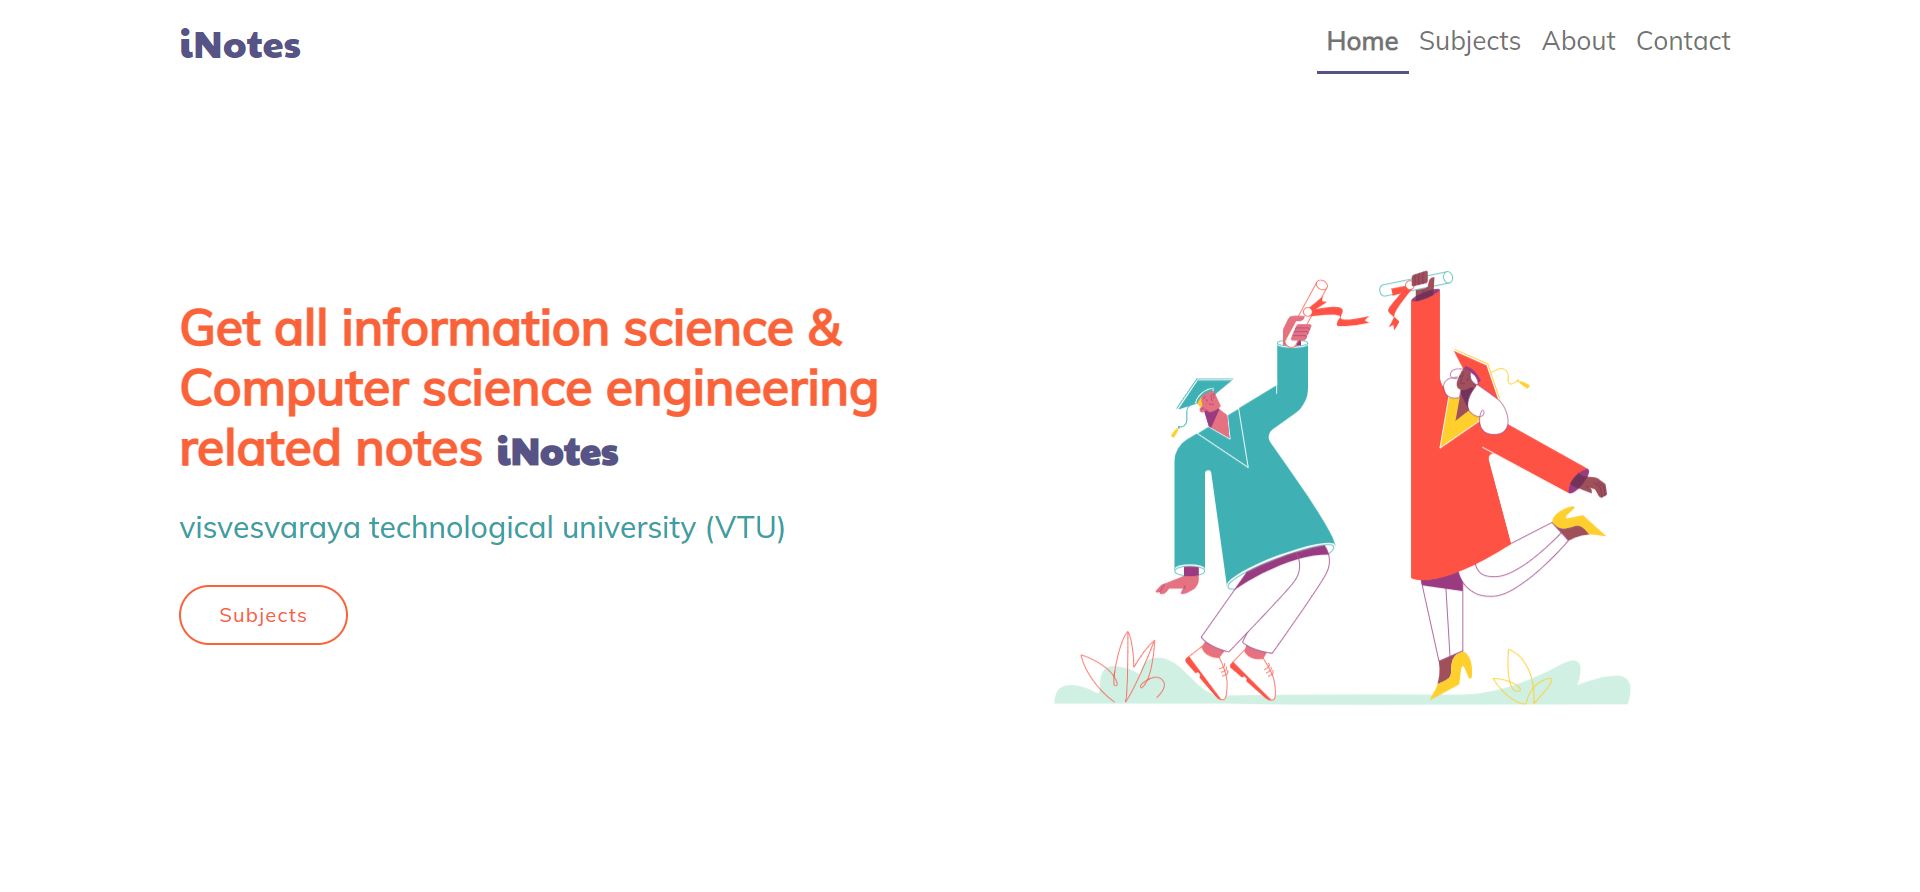 iNotes
Home Subjects About Contact
Get all information science &
Computer science engineering
related notes iNotes
visvesvaraya technological university (VTU)
Subjects